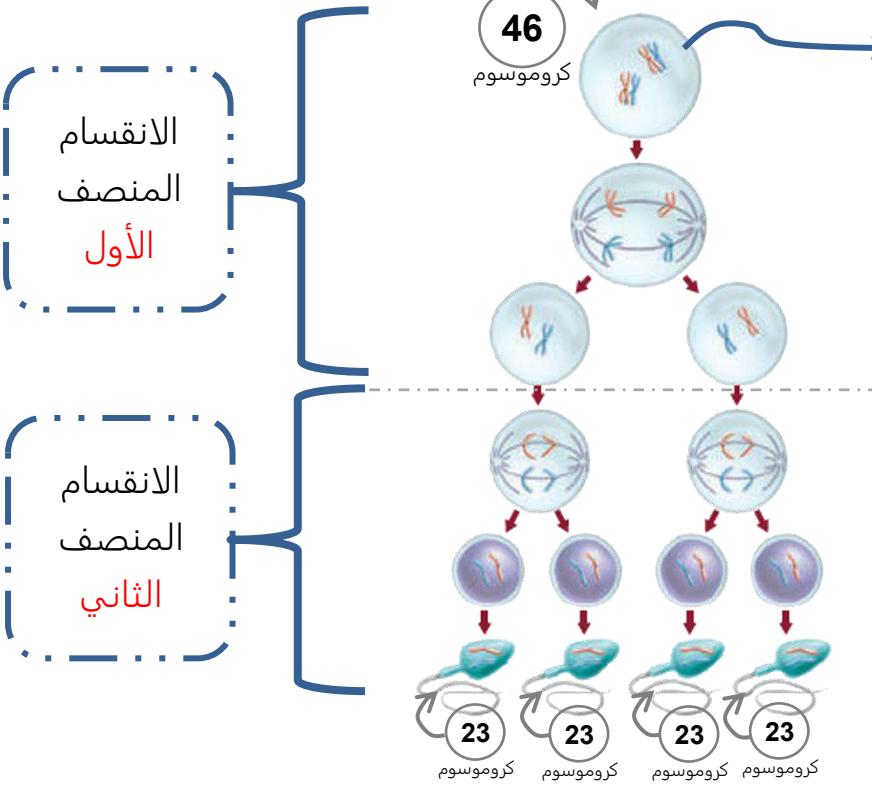 46
كروموسوم
الانقسام
المنصف
الأول
الانقسام
المنصف
الثاني
23
كروموسوم
23
كروموسوم
23
كروموسوم
23
كروموسوم